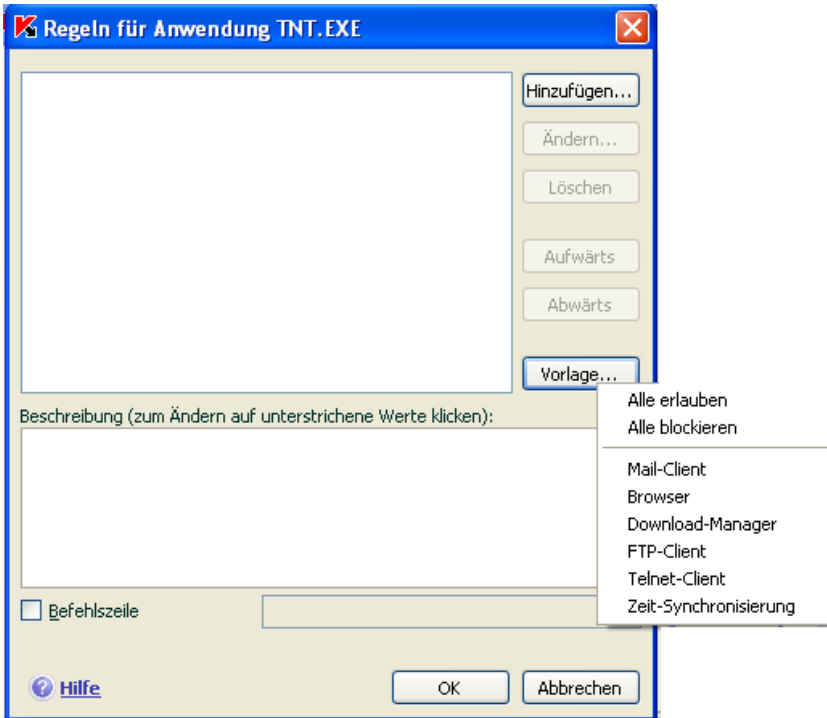 Regeln für Anwendung TNT.EXE
Hinzufügen...
Ändern...
Löschen
Aufwärts
Abwärts
Vorlage...
Alle erlauben
Alle blockieren
Mail-Client
Browser
Download-Manager
FTP-Client
Telnet-Client
Zeit-Synchronisierung
Beschreibung (zum Ändern auf unterstrichene Werte klicken):
Befehlszeile
Hilfe
OK
Abbrechen